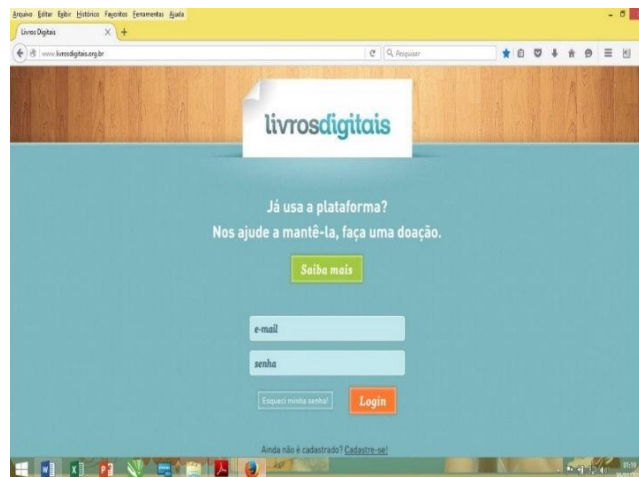 Arquivo Editar Exibir Histórico Favoritos Ferramentas Ajuda
Livros Digitais
www.livrosdigitais.org.br
Pesquisar
livrosdigitais
Já usa a plataforma?
Nos ajude a mantê-la, faça uma doação.
Saiba mais
e-mail
senha
Esqueci minha senha!
Login
Ainda não é cadastrado? Cadastre-se!